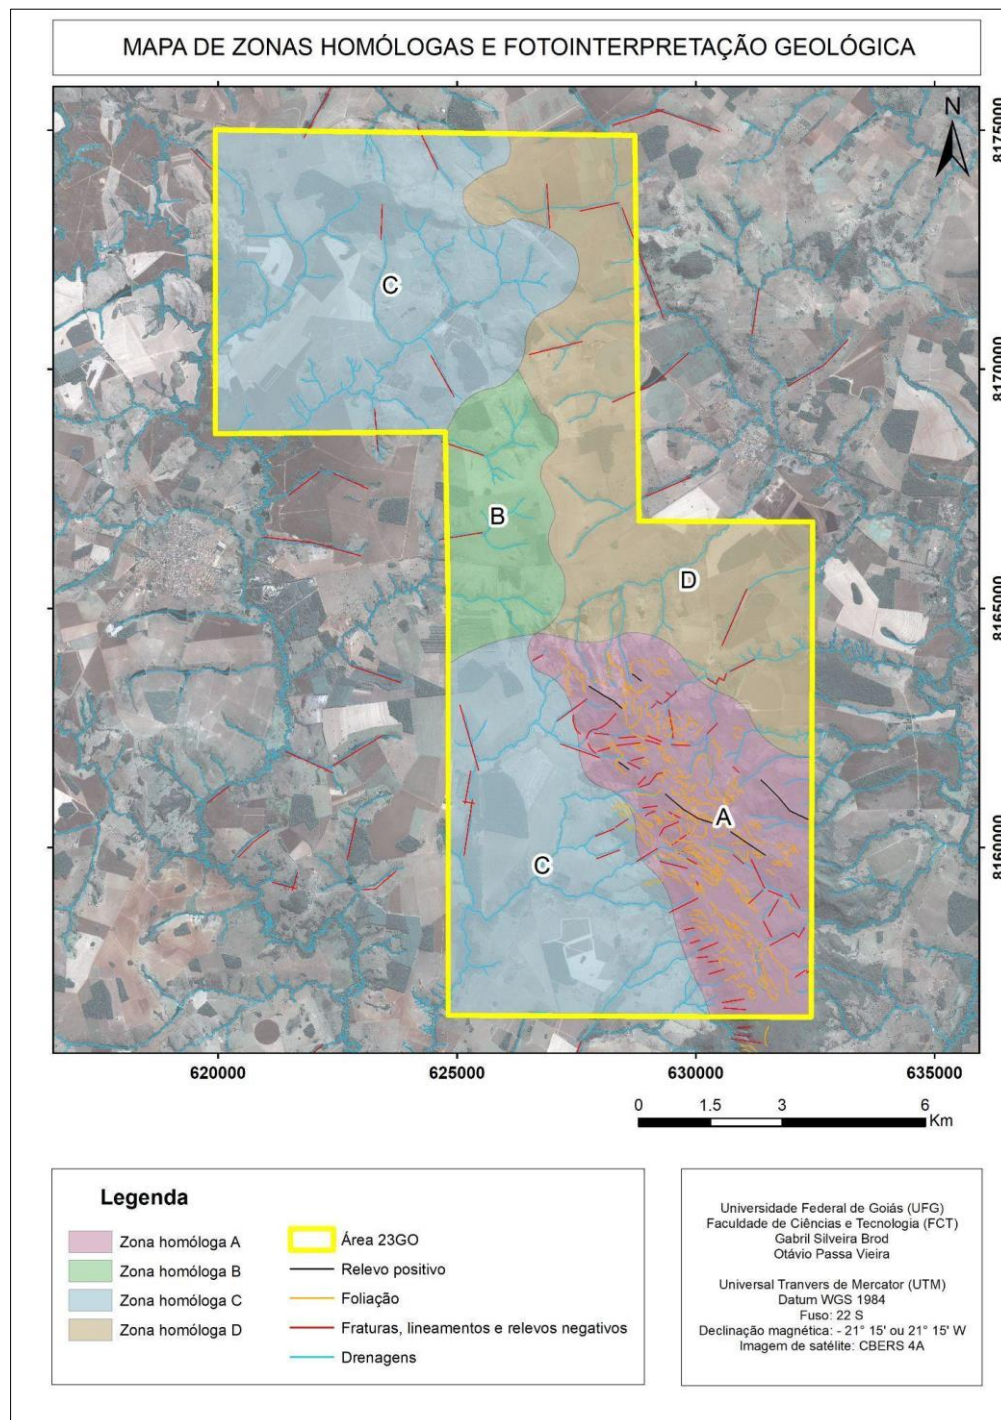 MAPA DE ZONAS HOMÓLOGAS E FOTOINTERPRETAÇÃO GEOLÓGICA
N
8175000
C
8170000
B
D
8165000
A
C
8160000
620000
625000
630000
635000
0
1.5
3
6
Km
Legenda
Zona homóloga A
Zona homóloga B
Zona homóloga C
Zona homóloga D
Área 23GO
Relevo positivo
Foliação
Fraturas, lineamentos e relevos negativos
Drenagens
Universidade Federal de Goiás (UFG)
Faculdade de Ciências e Tecnologia (FCT)
Gabril Silveira Brod
Otávio Passa Vieira
Universal Tranvers de Mercator (UTM)
Datum WGS 1984
Fuso: 22 S
Declinação magnética: - 21° 15' ou 21° 15' W
Imagem de satélite: CBERS 4A